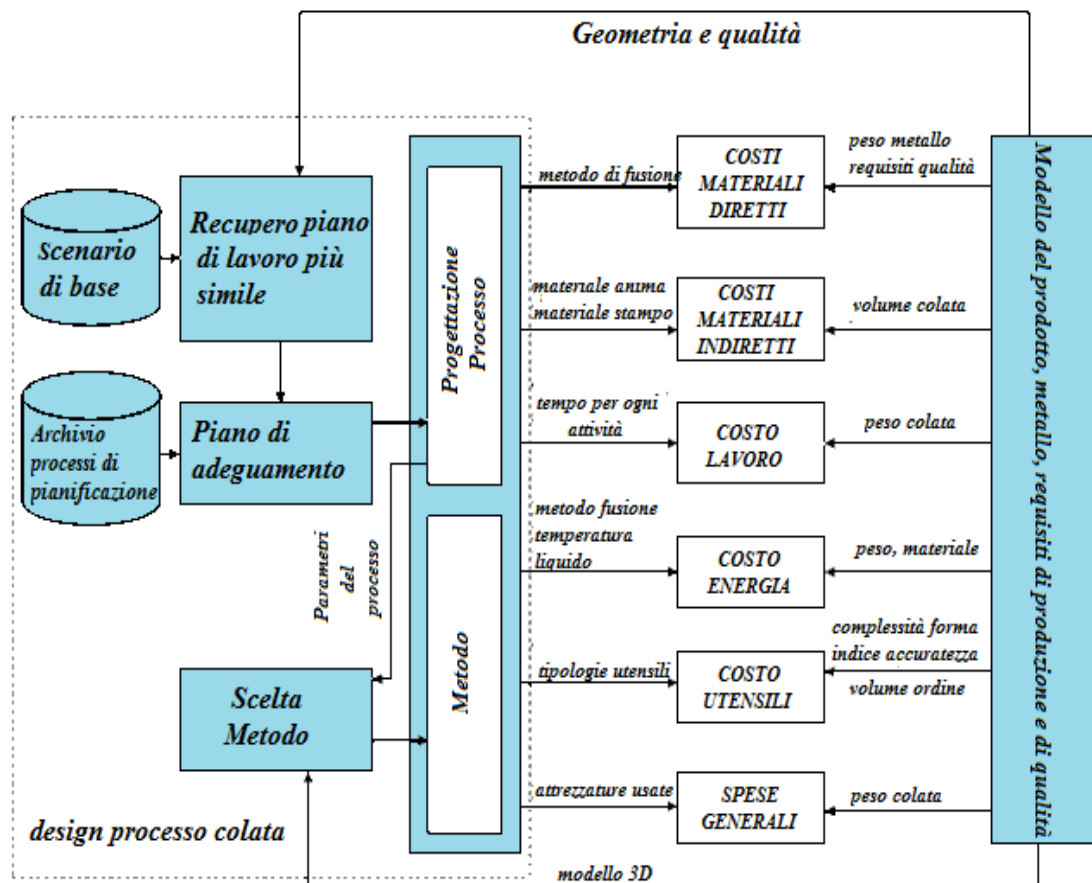 Geometria e qualità
Scenario
di base
Recupero piano
di lavoro più
simile
Archivio
processi di
pianificazione
Piano di
adeguamento
Parametri
del
processo
Scelta
Metodo
design processo colata
Progettazione
Processo
Metodo
metodo di fusione
materiale anima
materiale stampo
tempo per ogni
attività
metodo fusione
temperatura
liquido
tipologie utensili
attrezzature usate
modello 3D
COSTI
MATERIALI
DIRETTI
COSTI
MATERIALI
INDIRETTI
COSTO
LAVORO
COSTO
ENERGIA
COSTO
UTENSILI
SPESE
GENERALI
peso metallo
requisiti qualità
volume colata
peso colata
peso, materiale
complessità forma
indice accuratezza
volume ordine
peso colata
Modello del prodotto, metallo, requisiti di produzione e di qualità